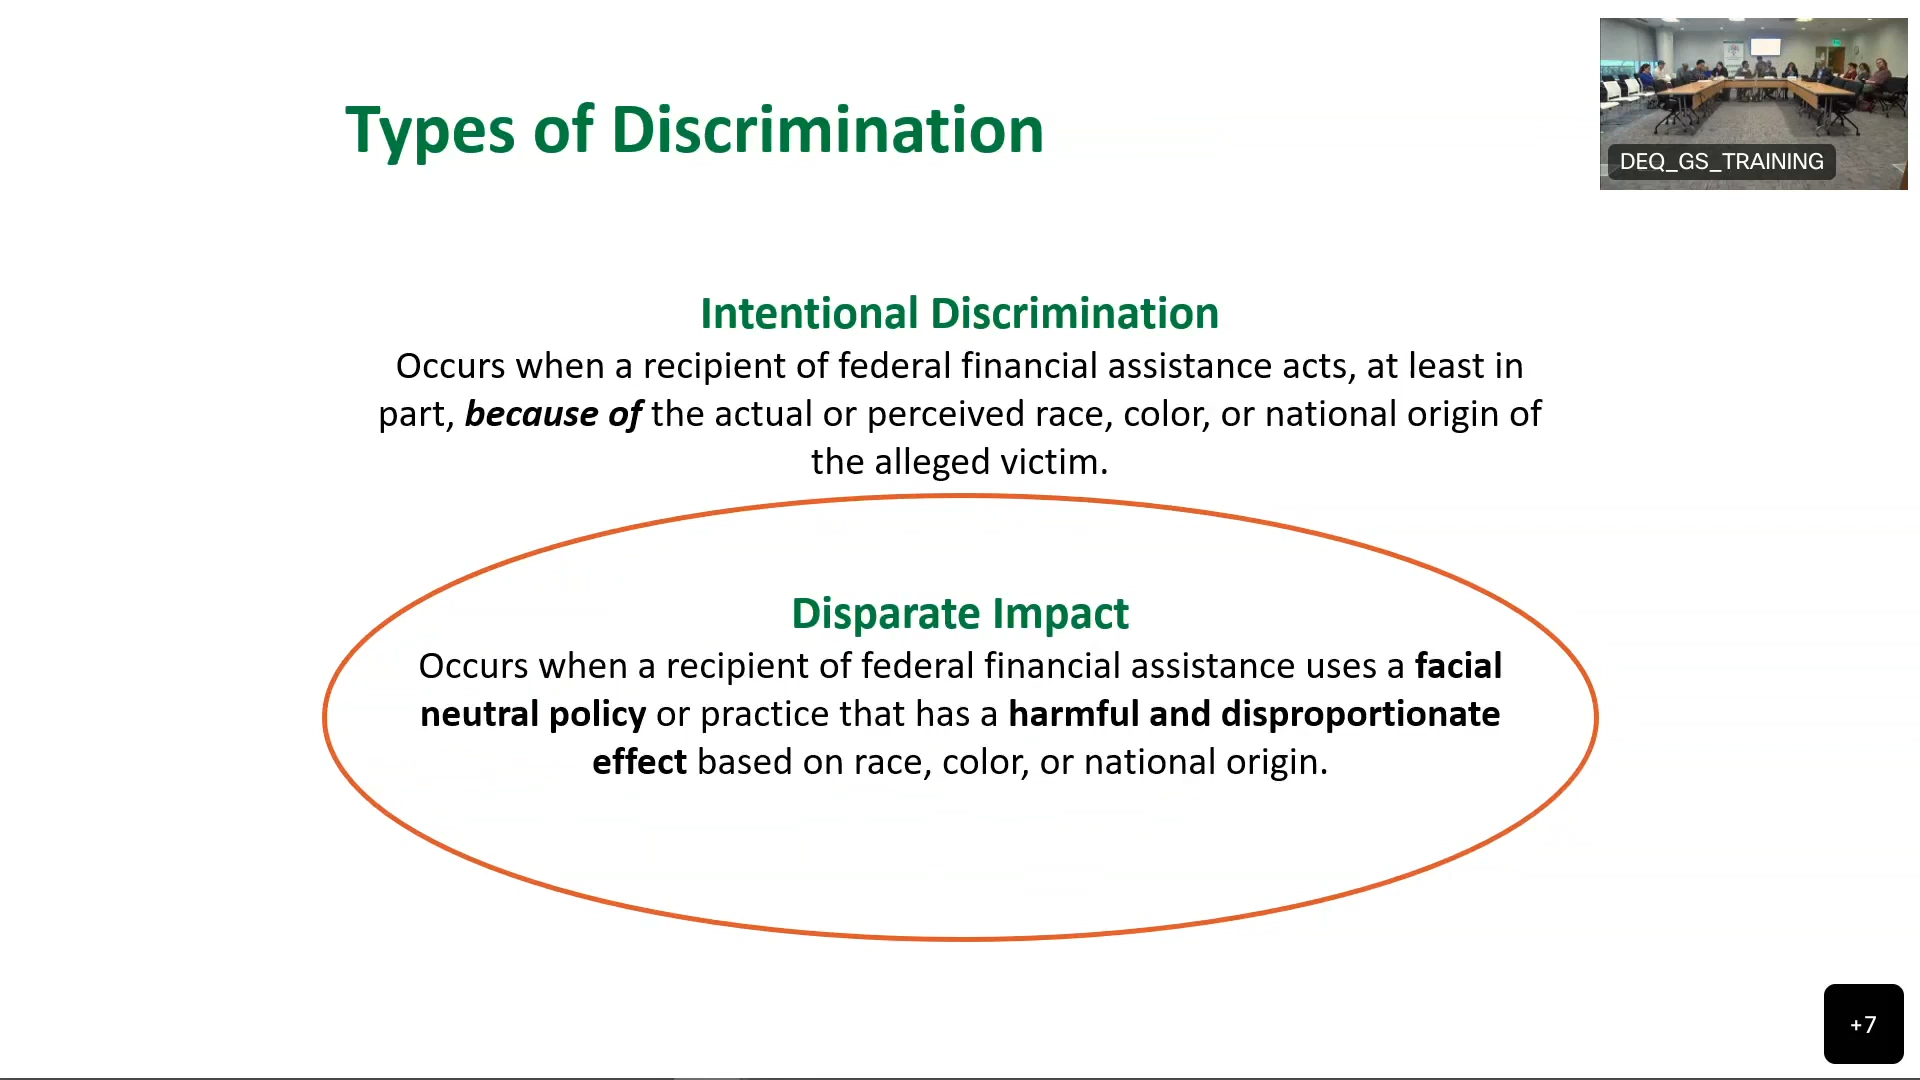 Types of Discrimination
DEQ_GS_TRAINING
Intentional Discrimination
Occurs when a recipient of federal financial assistance acts, at least in
part, because of the actual or perceived race, color, or national origin of
the alleged victim.
Disparate Impact
Occurs when a recipient of federal financial assistance uses a facial
neutral policy or practice that has a harmful and disproportionate
effect based on race, color, or national origin.
+7